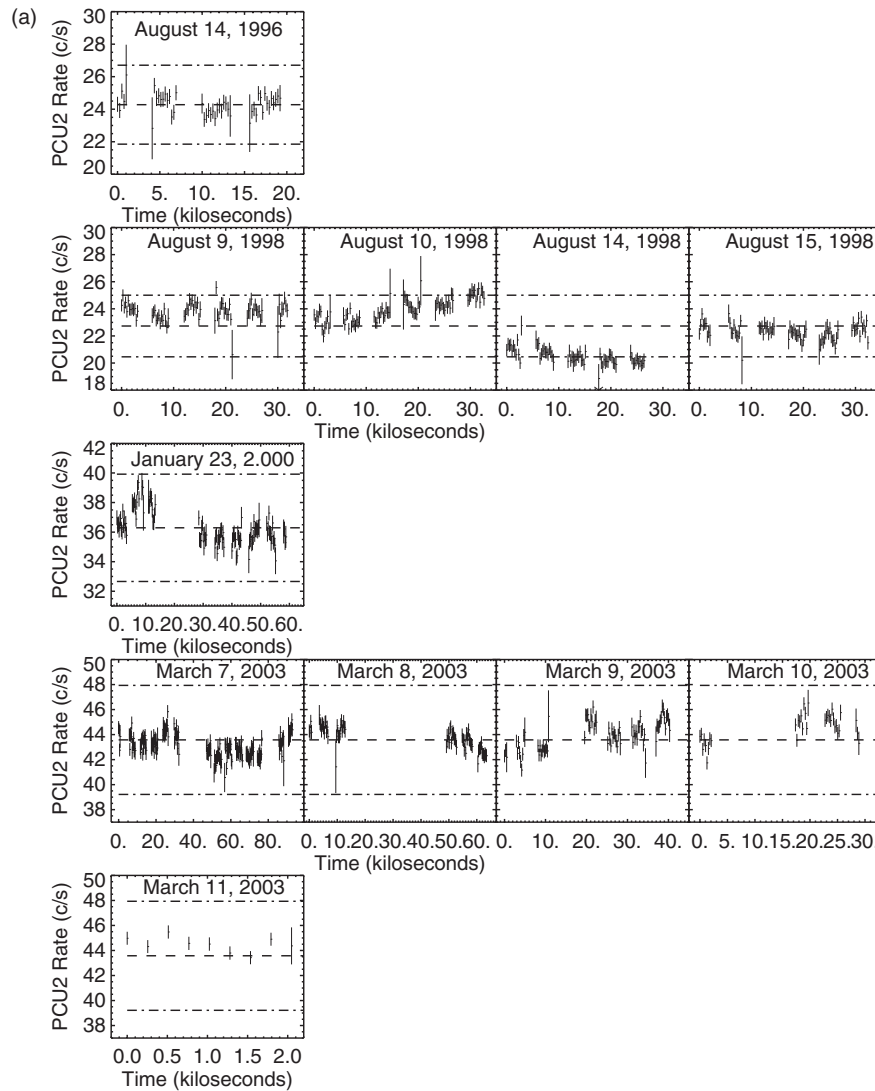 (a)
August 14, 1996
PCU2 Rate (c/s)
30
28
26
24
22
20
0. 5. 10. 15. 20.
Time (kiloseconds)
August 9, 1998 August 10, 1998 August 14, 1998 August 15, 1998
PCU2 Rate (c/s)
30
28
26
24
22
20
18
0. 10. 20. 30. 0. 10. 20. 30. 0. 10. 20. 30. 0. 10. 20. 30.
Time (kiloseconds)
January 23, 2.000
PCU2 Rate (c/s)
42
40
38
36
34
32
0. 10. 20. 30. 40. 50. 60.
Time (kiloseconds)
March 7, 2003 March 8, 2003 March 9, 2003 March 10, 2003
PCU2 Rate (c/s)
50
48
46
44
42
40
38
0. 20. 40. 60. 80. 0. 10. 20. 30. 40. 50. 60. 0. 10. 20. 30. 40. 0. 5. 10. 15. 20. 25. 30.
Time (kiloseconds)
March 11, 2003
PCU2 Rate (c/s)
50
48
46
44
42
40
38
0.0 0.5 1.0 1.5 2.0
Time (kiloseconds)